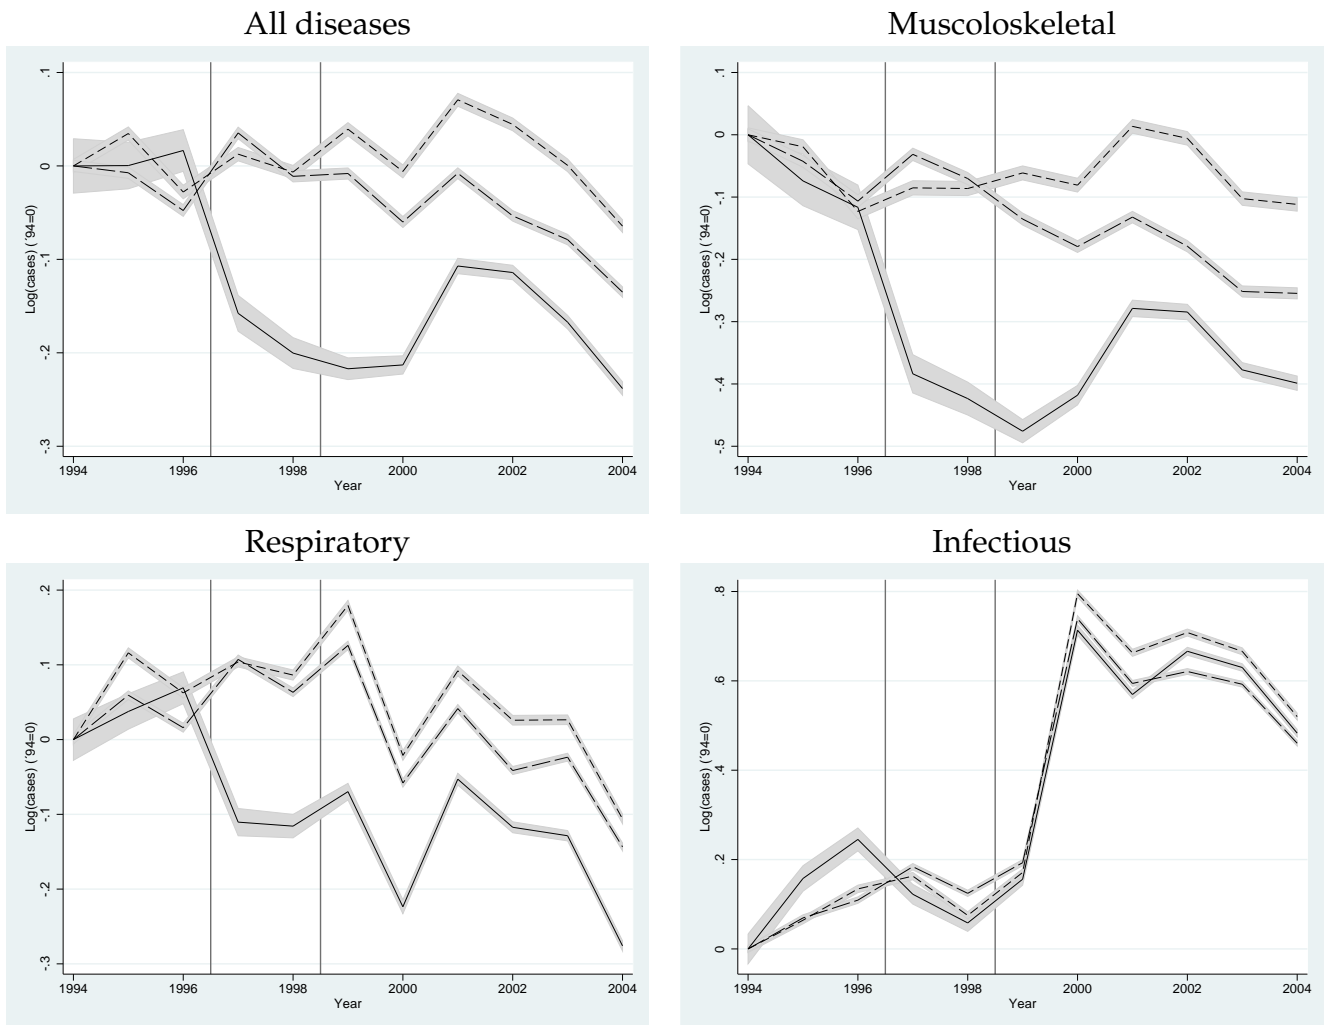 All diseases
Log(cases) (´94=0)
.1
0
-.1
-.2
-.3
1994 1996 1998 2000 2002 2004
Year
Muscoloskeletal
Log(cases) (´94=0)
.1
0
-.1
-.2
-.3
-.4
-.5
1994 1996 1998 2000 2002 2004
Year
Respiratory
Log(cases) (´94=0)
.2
.1
0
-.1
-.2
-.3
1994 1996 1998 2000 2002 2004
Year
Infectious
Log(cases) (´94=0)
.8
.6
.4
.2
0
1994 1996 1998 2000 2002 2004
Year